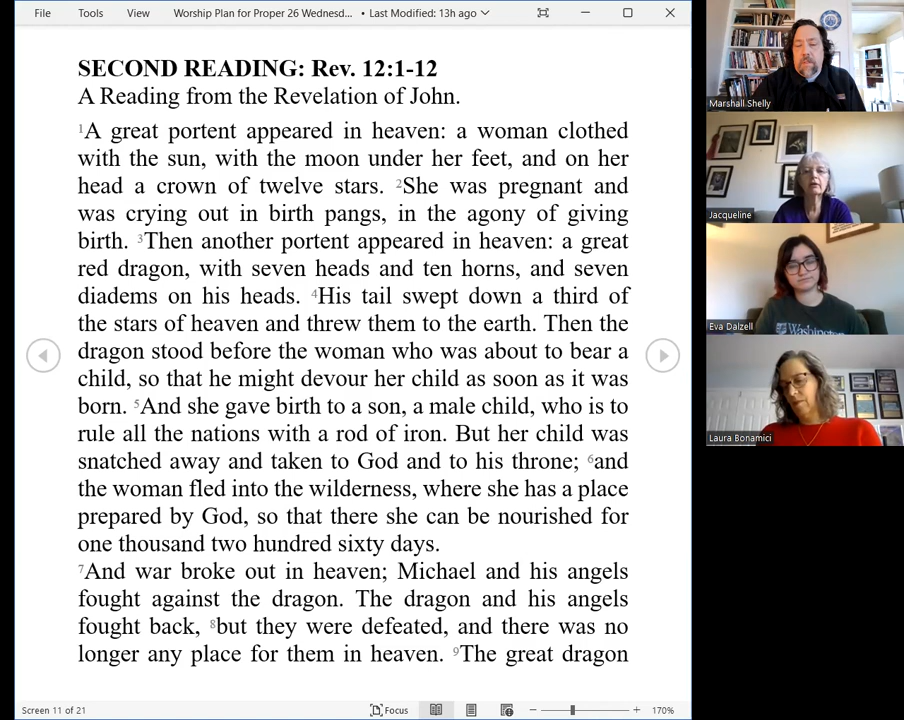 File Tools View Worship Plan for Proper 26 Wednesd... • Last Modified: 13h ago
SECOND READING: Rev. 12:1-12
A Reading from the Revelation of John.
1A great portent appeared in heaven: a woman clothed
with the sun, with the moon under her feet, and on her
head a crown of twelve stars. 2She was pregnant and
was crying out in birth pangs, in the agony of giving
birth. 3Then another portent appeared in heaven: a great
red dragon, with seven heads and ten horns, and seven
diadems on his heads. 4His tail swept down a third of
the stars of heaven and threw them to the earth. Then the
dragon stood before the woman who was about to bear a
child, so that he might devour her child as soon as it was
born. 5And she gave birth to a son, a male child, who is to
rule all the nations with a rod of iron. But her child was
snatched away and taken to God and to his throne; 6and
the woman fled into the wilderness, where she has a place
prepared by God, so that there she can be nourished for
one thousand two hundred sixty days.
7And war broke out in heaven; Michael and his angels
fought against the dragon. The dragon and his angels
fought back, 8but they were defeated, and there was no
longer any place for them in heaven. 9The great dragon
Screen 11 of 21 Focus 170%
Marshall Shelly
Jacqueline
Eva Dalzell
Washington
Laura Bonamici